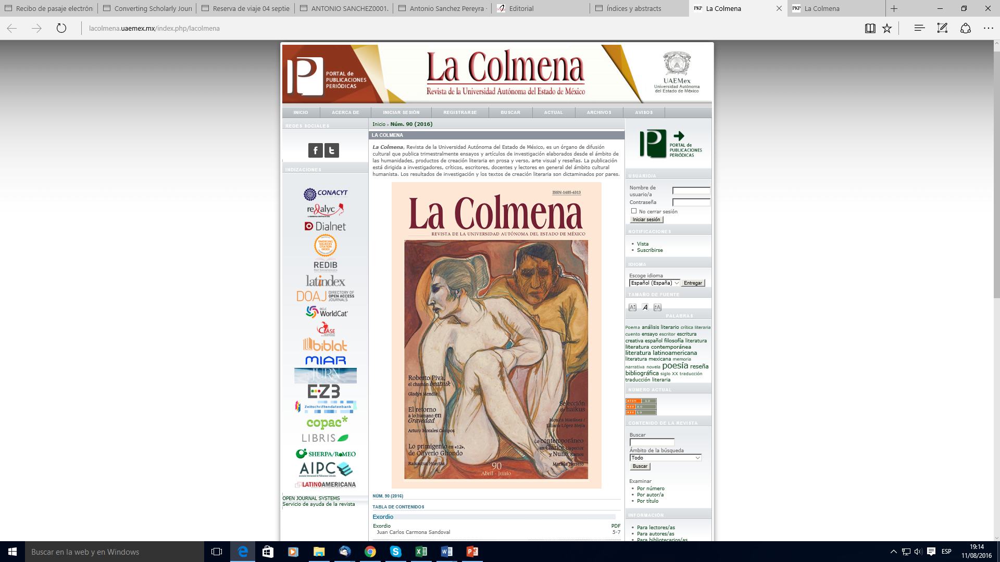 Recibo de pasaje electróni
Converting Scholarly Journ
Reserva de viaje 04 septie
ANTONIO SANCHEZ0001.
Antonio Sanchez Pereyra
Editorial
Índices y abstracts
PKP La Colmena
PKP La Colmena
lacolmena.uaemex.mx/index.php/lacolmena
PORTAL de
PUBLICACIONES
PERIÓDICAS
La Colmena
Revista de la Universidad Autónoma del Estado de México
UAEMex
Universidad Autónoma
del Estado de México
INICIO
ACERCA DE
INICIAR SESIÓN
REGISTRARSE
BUSCAR
ACTUAL
ARCHIVOS
AVISOS
REDES SOCIALES
INDIZACIONES
CONACYT
redalyc
Dialnet
EMERGING
SOURCES
CITATION
INDEX
REDIB
latindex
DOAJ DIRECTORY OF
OPEN ACCESS
JOURNALS
OCLC
WorldCat
CLASE
biblat
MIAR
JURN
EZ3
Zeitschriftendatenbank
copac*
LIBRIS
SHERPA/RoMEO
AIPC
Asociación Internacional de Publicaciones Culturales
LATINOAMERICANA
OPEN JOURNAL SYSTEMS
Servicio de ayuda de la revista
Inicio > Núm. 90 (2016)
LA COLMENA
La Colmena, Revista de la Universidad Autónoma del Estado de México, es un órgano de difusión
cultural que publica trimestralmente ensayos y artículos de investigación elaborados desde el ámbito de
las humanidades, productos de creación literaria en prosa y verso, arte visual y reseñas. La publicación
está dirigida a investigadores, críticos, escritores, docentes y lectores en general del ámbito cultural
humanista. Los resultados de investigación y los textos de creación literaria son dictaminados por pares.
ISSN-1405-6313
La Colmena
REVISTA DE LA UNIVERSIDAD AUTÓNOMA DEL ESTADO DE MÉXICO
Roberto Piva,
el chamán beatnik
Gladys Mendía
El retorno
a lo humano en
Gravedad
Arturo Morales Campos
Lo primigenio en «12»,
de Oliverio Girondo
Raísacruz Huertas
Selección
de haikus
Monica Martinez /
Liliana López Mejía
Lo contemporáneo
en Clarice Lispector
y Nuno Ramos
Mariela Herrero
90
Abril - Junio
NÚM. 90 (2016)
TABLA DE CONTENIDOS
Exordio
Exordio PDF
Juan Carlos Carmona Sandoval 5-7
PORTAL de
PUBLICACIONES
PERIÓDICAS
USUARIO/A
Nombre de
usuario/a
Contraseña
No cerrar sesión
Iniciar sesión
NOTIFICACIONES
Vista
Suscribirse
IDIOMA
Escoge idioma
Español (España) Entregar
TAMAÑO DE FUENTE
PALABRAS
Poema análisis literario crítica literaria
cuento ensayo escritor escritura
creativa español filosofía literatura
literatura contemporánea
literatura latinoamericana
literatura mexicana memoria
narrativa novela poesía reseña
bibliográfica siglo XX traducción
traducción literaria
NÚMERO ACTUAL
ATOM 1.0
RSS 2.0
RSS 1.0
CONTENIDO DE LA REVISTA
Buscar
Ámbito de la búsqueda
Todo
Buscar
Examinar
Por número
Por autor/a
Por título
INFORMACIÓN
Para lectores/as
Para autores/as
Para bibliotecarios/as
Buscar en la web y en Windows
ESP
19:14
11/08/2016